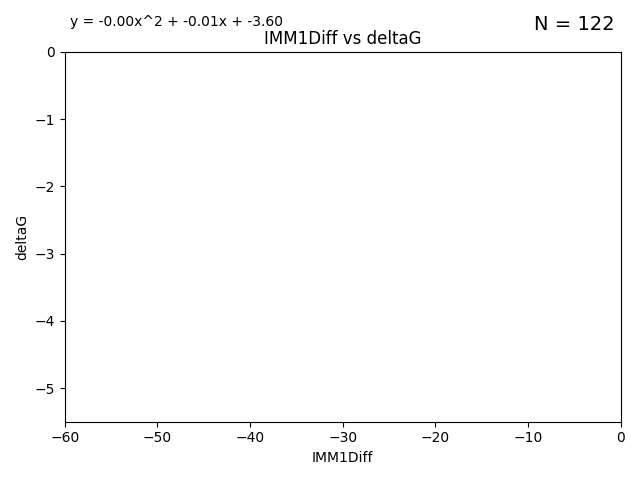 y = -0.00x^2 + -0.01x + -3.60
N = 122
IMM1Diff vs deltaG
0
−1
−2
−3
−4
−5
deltaG
−60 −50 −40 −30 −20 −10 0
IMM1Diff